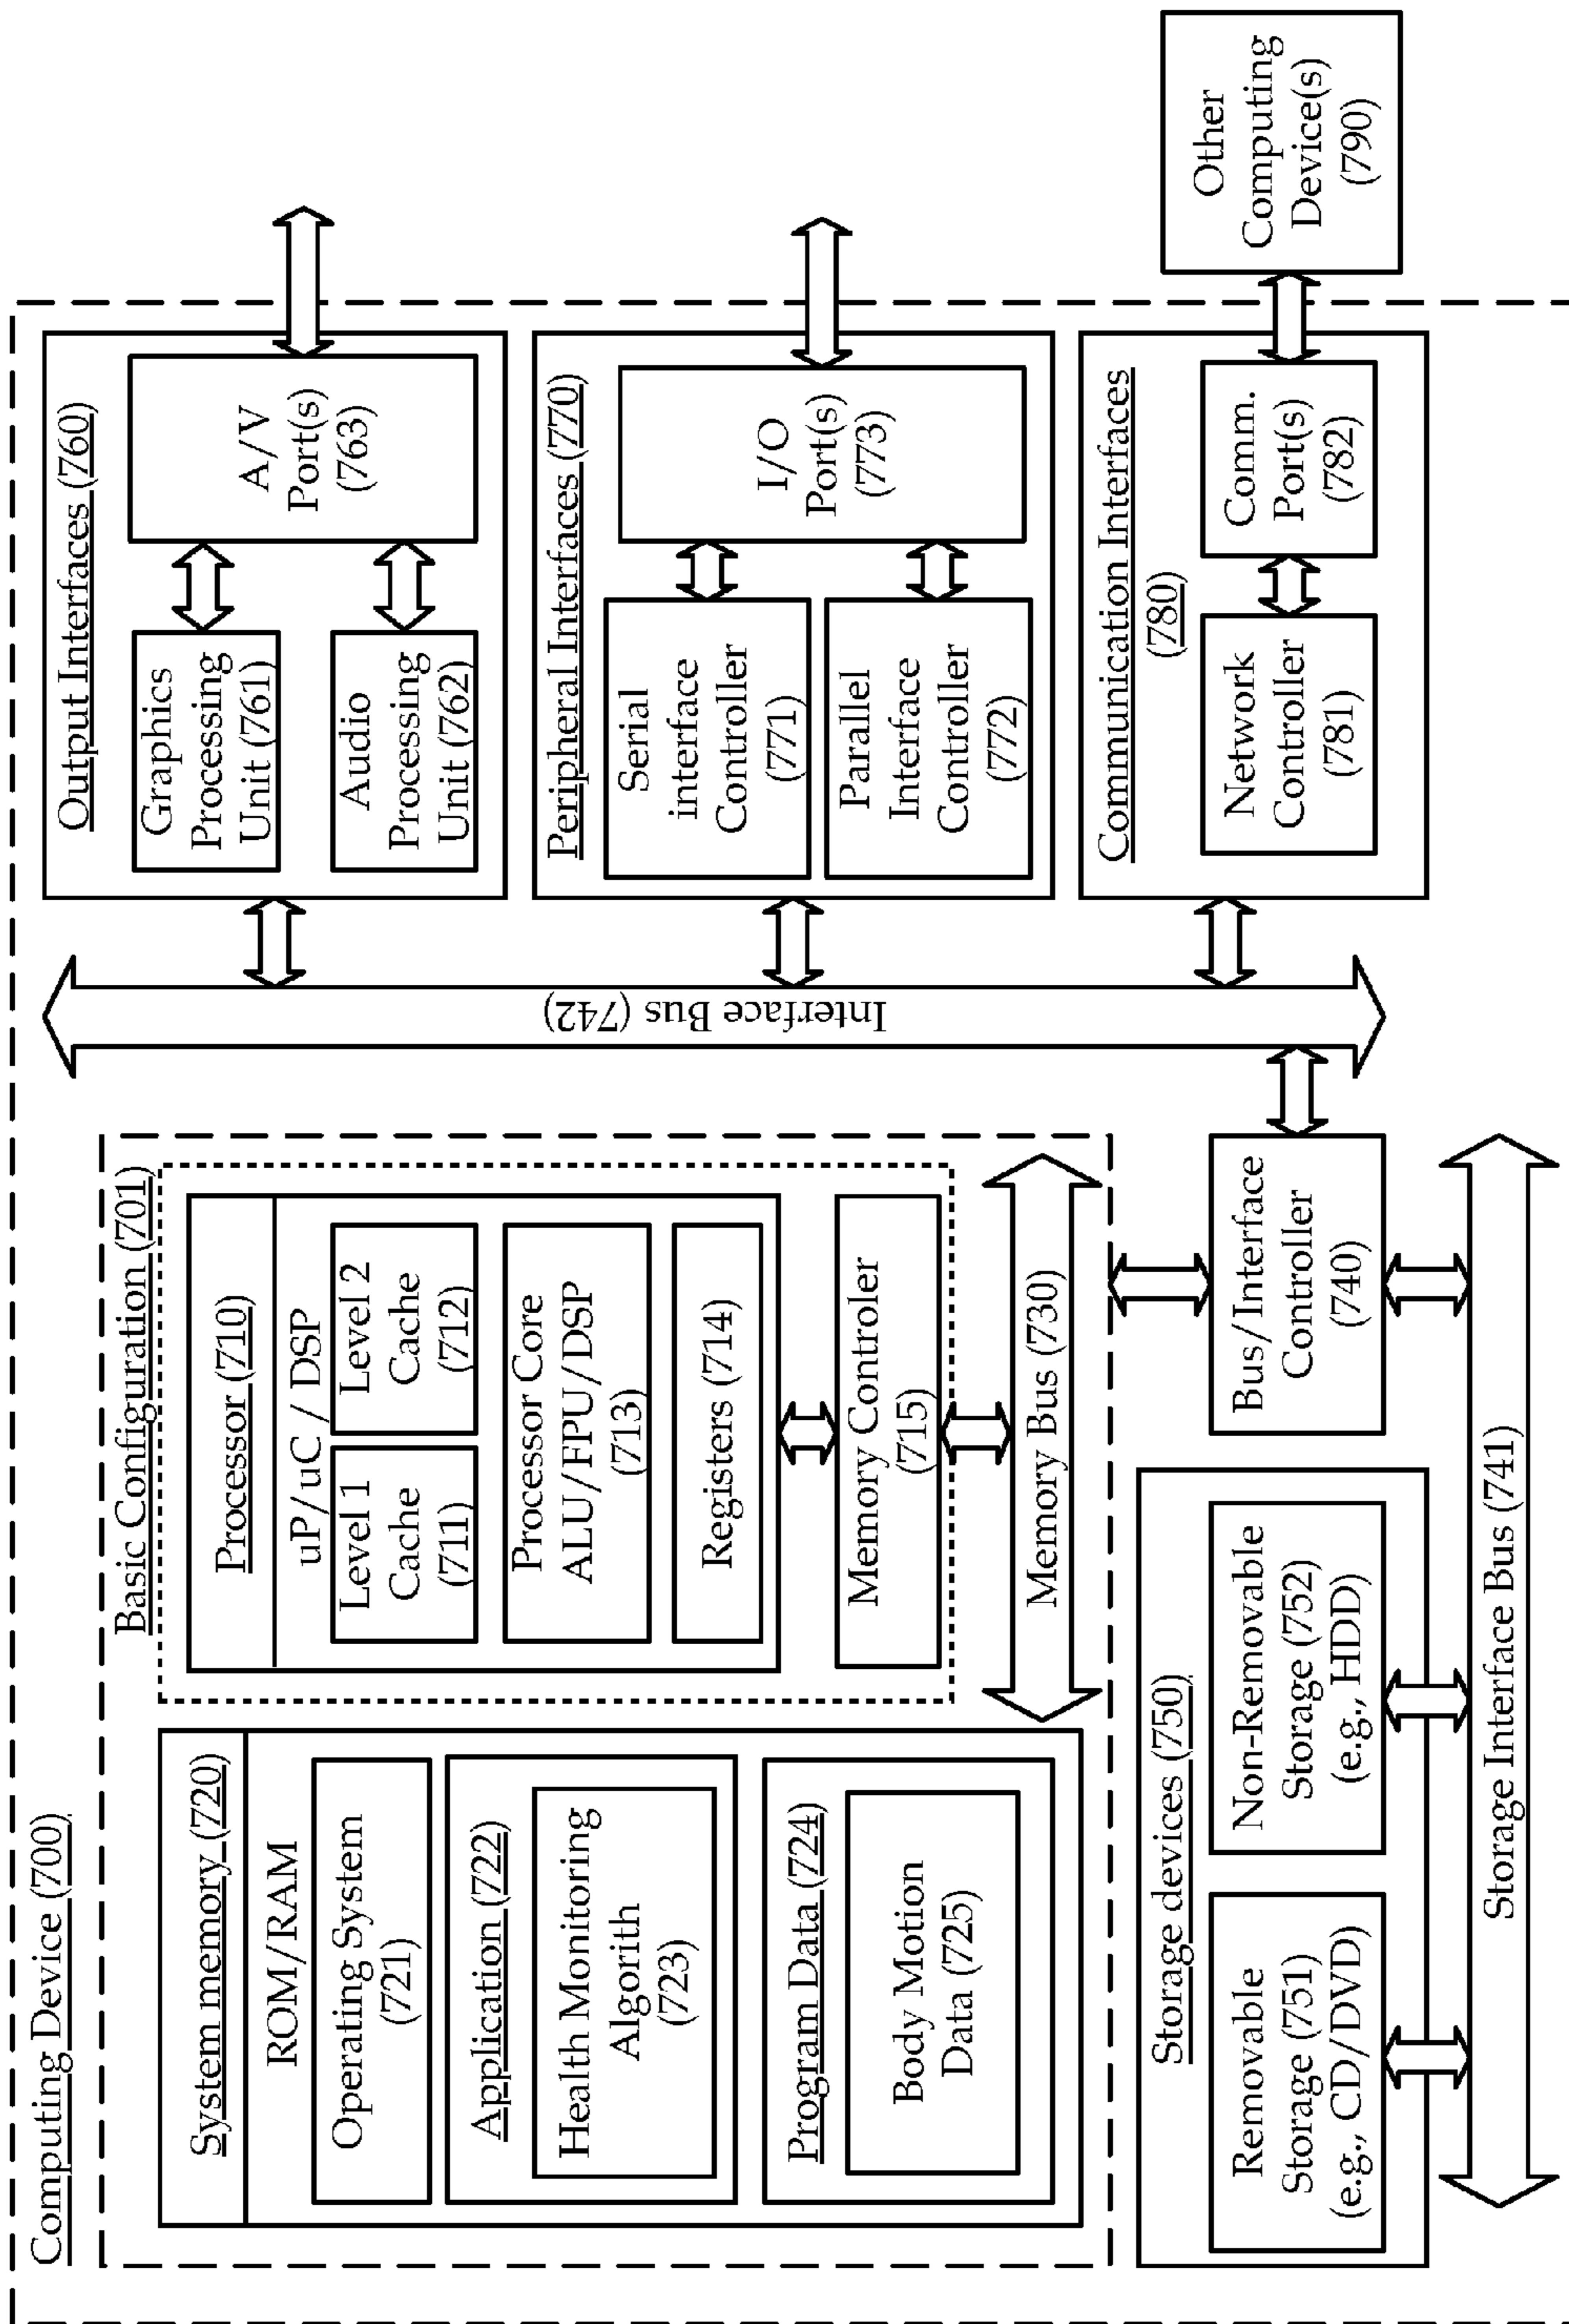 Computing Device (700)
Basic Configuration (701)
System memory (720)
ROM/RAM
Operating System
(721)
Application (722)
Health Monitoring
Algorith
(723)
Program Data (724)
Body Motion
Data (725)
Processor (710)
uP/uC / DSP
Level 1
Cache
(711)
Level 2
Cache
(712)
Processor Core
ALU/FPU/DSP
(713)
Registers (714)
Memory Controler
(715)
Memory Bus (730)
Bus/Interface
Controller
(740)
Storage devices (750)
Removable
Storage (751)
(e.g., CD/DVD)
Non-Removable
Storage (752)
(e.g., HDD)
Storage Interface Bus (741)
Interface Bus (742)
Output Interfaces (760)
Graphics
Processing
Unit (761)
Audio
Processing
Unit (762)
A/V
Port(s)
(763)
Peripheral Interfaces (770)
Serial
interface
Controller
(771)
Parallel
Interface
Controller
(772)
I/O
Port(s)
(773)
Communication Interfaces
(780)
Network
Controller
(781)
Comm.
Port(s)
(782)
Other
Computing
Device(s)
(790)